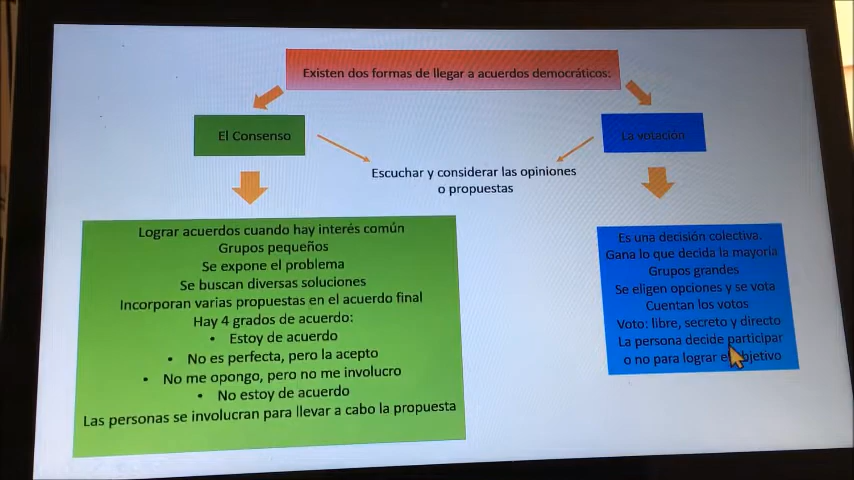 Existen dos formas de llegar a acuerdos democráticos:
El Consenso
La votación
Escuchar y considerar las opiniones
o propuestas
Lograr acuerdos cuando hay interés común
Grupos pequeños
Se expone el problema
Se buscan diversas soluciones
Incorporan varias propuestas en el acuerdo final
Hay 4 grados de acuerdo:
• Estoy de acuerdo
• No es perfecta, pero la acepto
• No me opongo, pero no me involucro
• No estoy de acuerdo
Las personas se involucran para llevar a cabo la propuesta
Es una decisión colectiva.
Gana lo que decida la mayoría
Grupos grandes
Se eligen opciones y se vota
Cuentan los votos
Voto: libre, secreto y directo
La persona decide participar
o no para lograr el objetivo